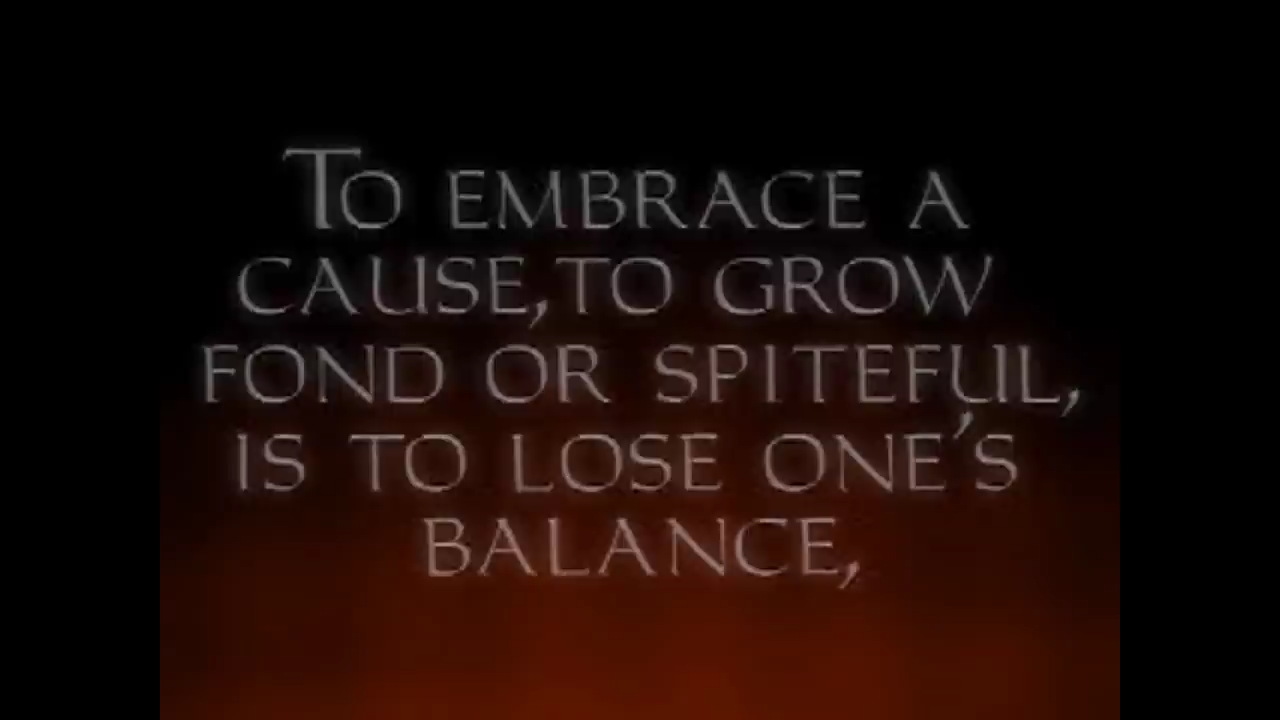 To EMBRACE A
CAUSE, TO GROW
FOND OR SPITEFUL,
IS TO LOSE ONE'S
BALANCE,